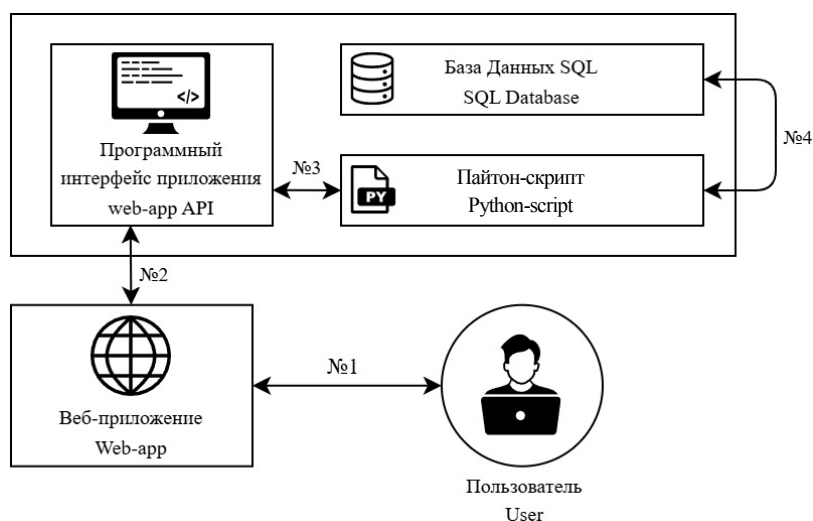 Программный
интерфейс приложения
web-app API
</>
База Данных SQL
SQL Database
№4
№3
PY
Пайтон-скрипт
Python-script
№2
Веб-приложение
Web-app
№1
Пользователь
User